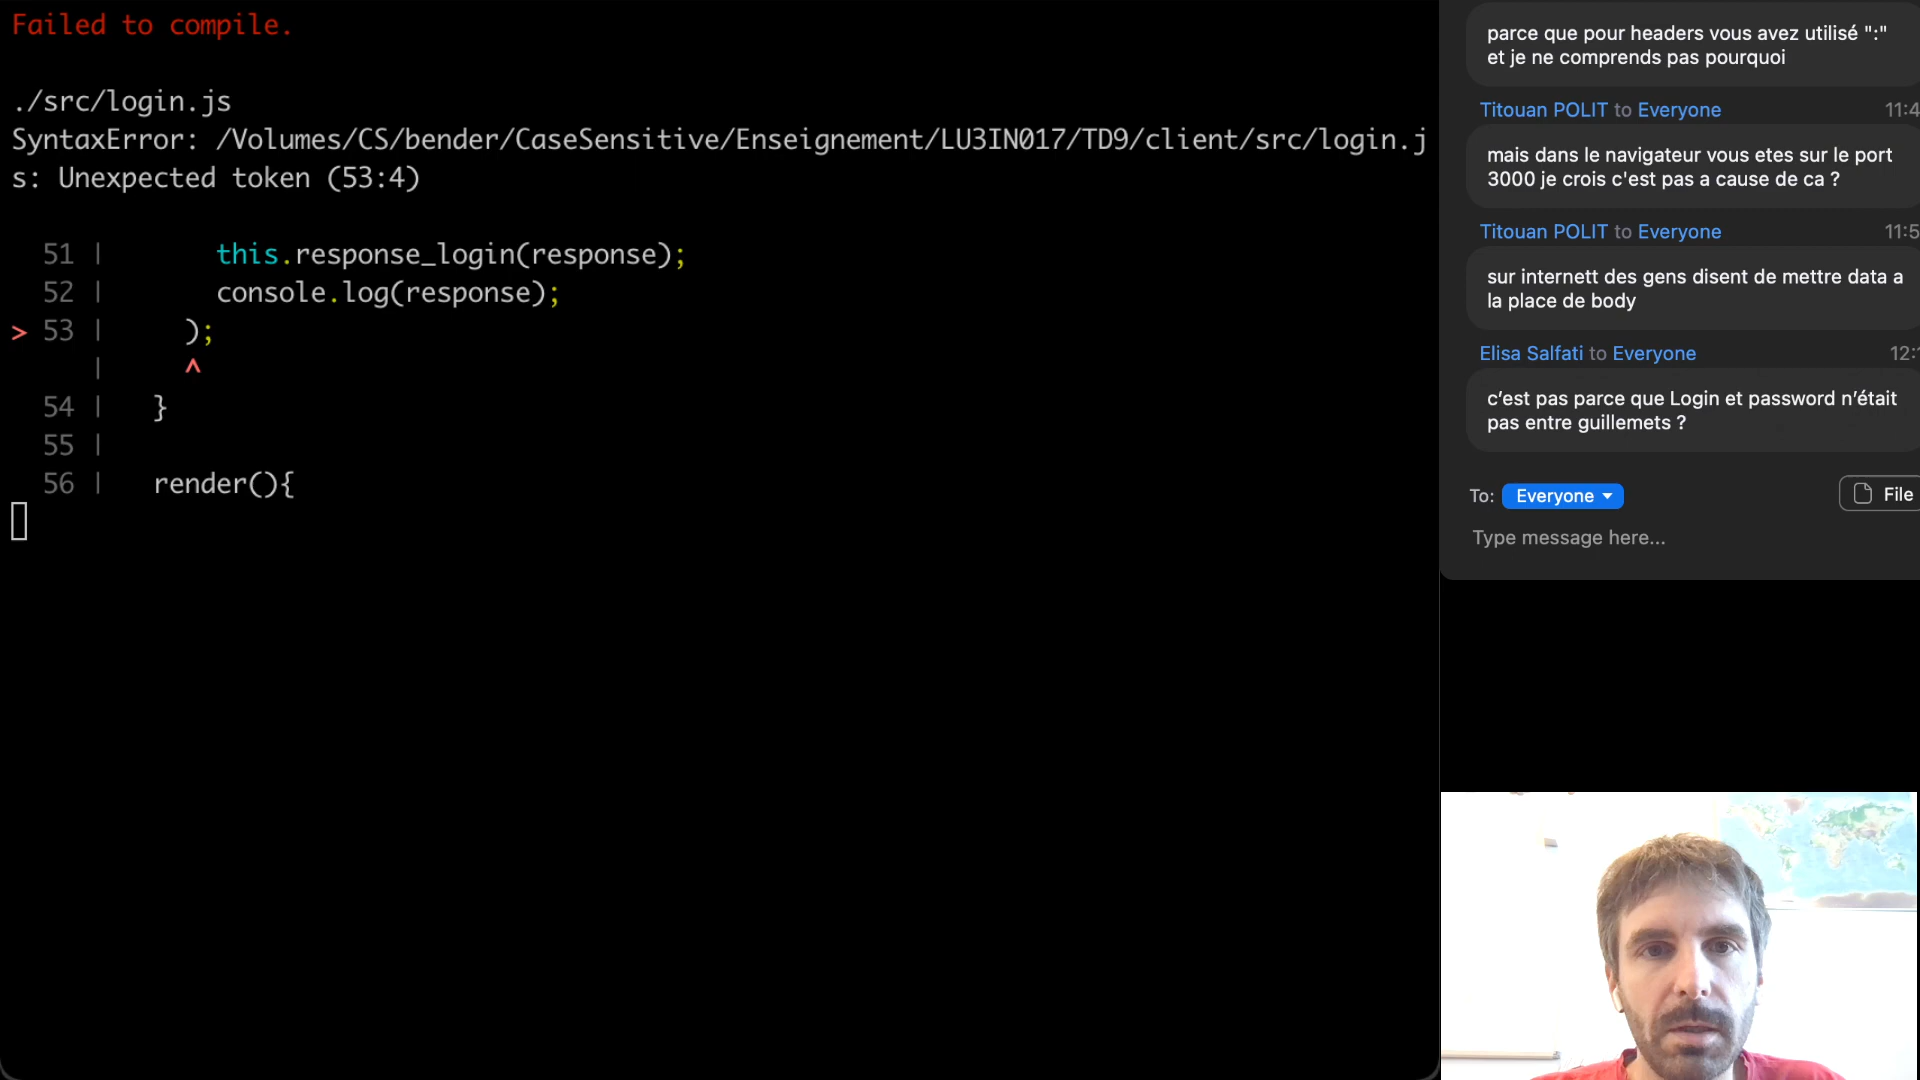 Failed to compile.
./src/login.js
SyntaxError: /Volumes/CS/bender/CaseSensitive/Enseignement/LU3IN017/TD9/client/src/login.j
s: Unexpected token (53:4)
51 |       this.response_login(response);
52 |       console.log(response);
> 53 |     );
|     ^
54 |   }
55 |
56 |   render(){
parce que pour headers vous avez utilisé ":"
et je ne comprends pas pourquoi
Titouan POLIT to Everyone 11:4
mais dans le navigateur vous etes sur le port
3000 je crois c'est pas a cause de ca ?
Titouan POLIT to Everyone 11:5
sur internett des gens disent de mettre data a
la place de body
Elisa Salfati to Everyone 12:
c’est pas parce que Login et password n’était
pas entre guillemets ?
To: Everyone File
Type message here...